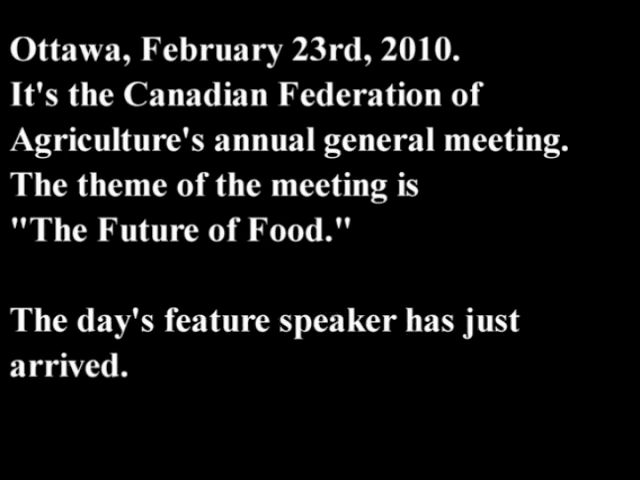 Ottawa, February 23rd, 2010.
It's the Canadian Federation of
Agriculture's annual general meeting.
The theme of the meeting is
"The Future of Food."
The day's feature speaker has just
arrived.